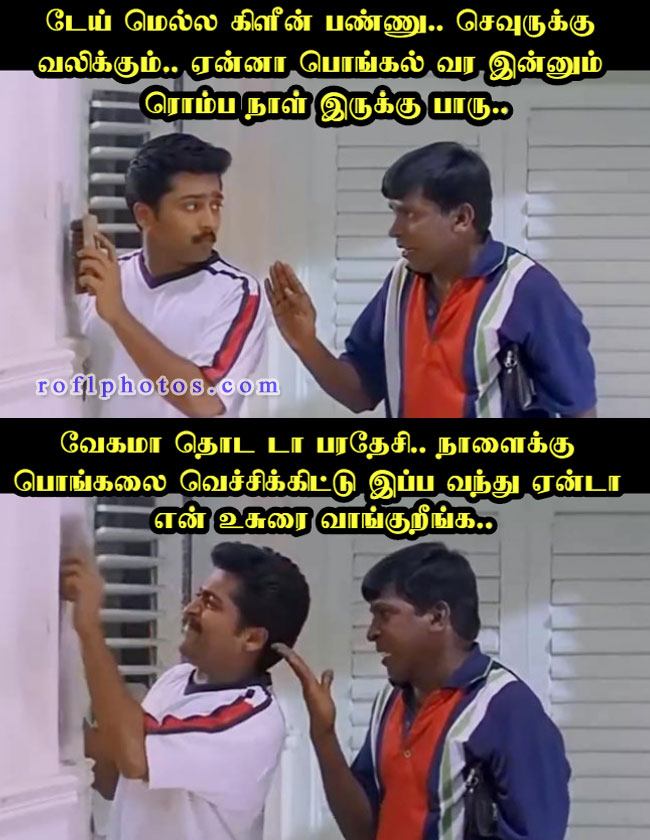 டேய் மெல்ல கிளீன் பண்ணு.. செவுருக்கு
வலிக்கும்.. ஏன்னா பொங்கல் வர இன்னும்
ரொம்ப நாள் இருக்கு பாரு..
roflphotos.com
வேகமா தொட டா பரதேசி.. நாளைக்கு
பொங்கலை வெச்சிக்கிட்டு இப்ப வந்து ஏன்டா
என் உசுரை வாங்குறீங்க..